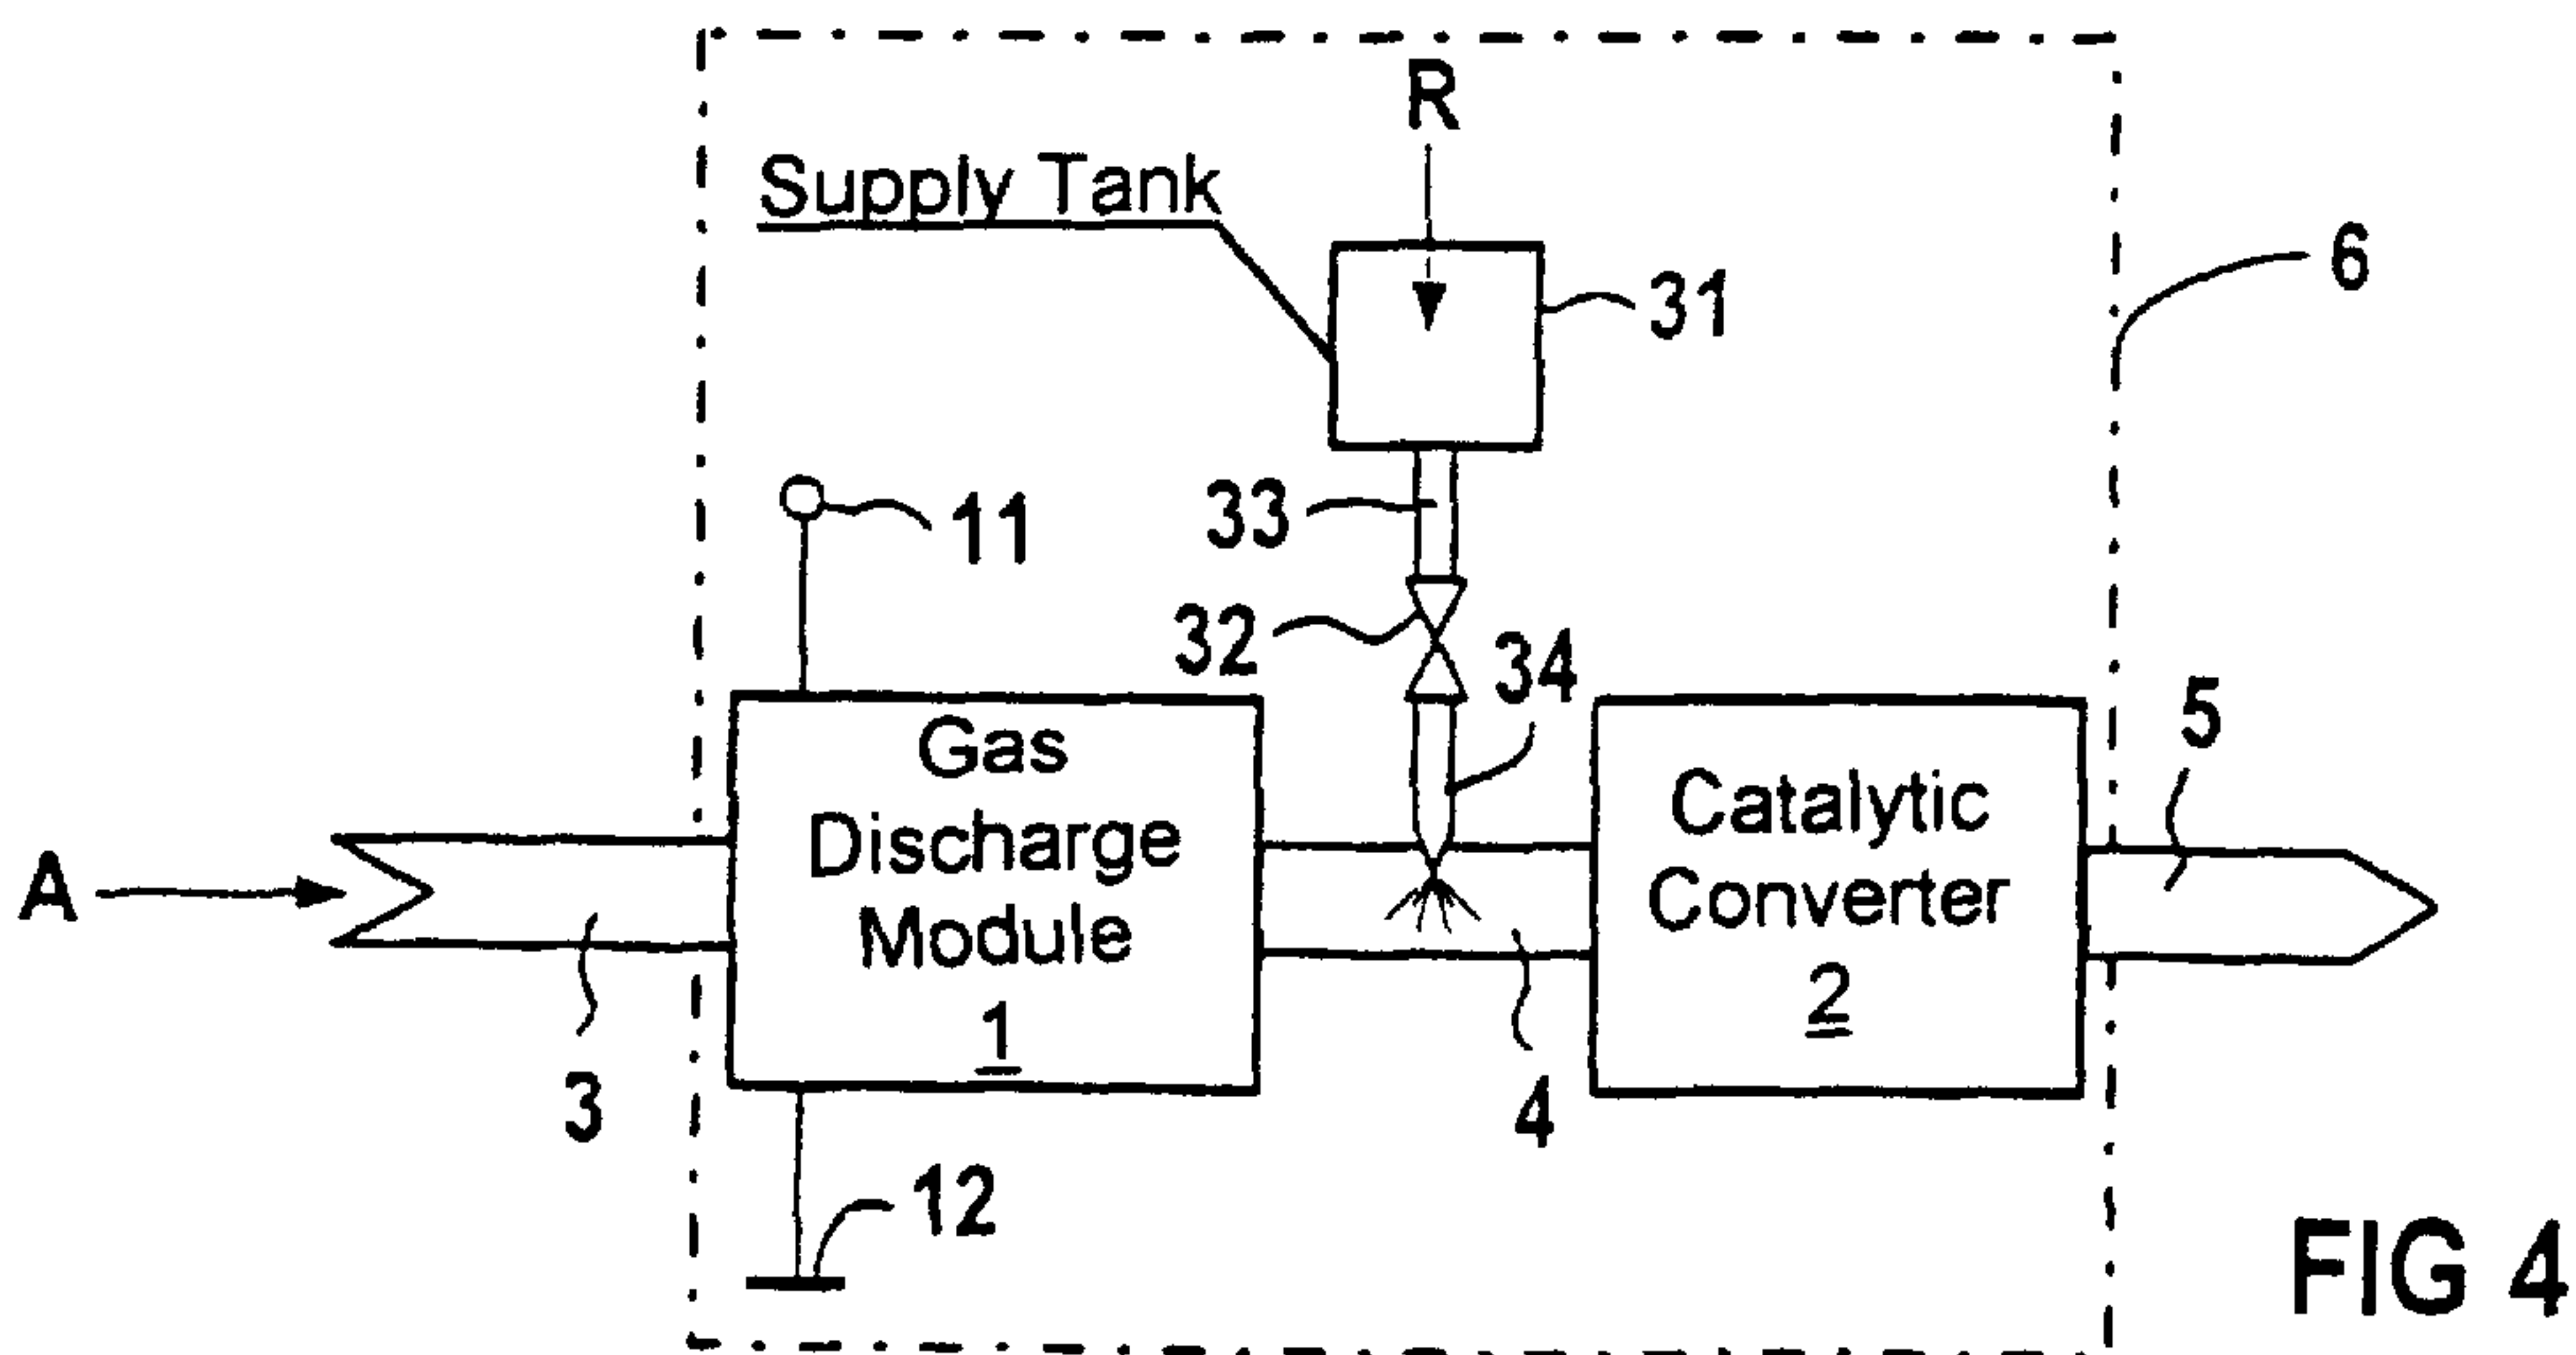 R
Supply Tank
31
6
11
33
32
34
5
Gas
Discharge
Module
1
Catalytic
Converter
2
A
3
4
12
FIG 4